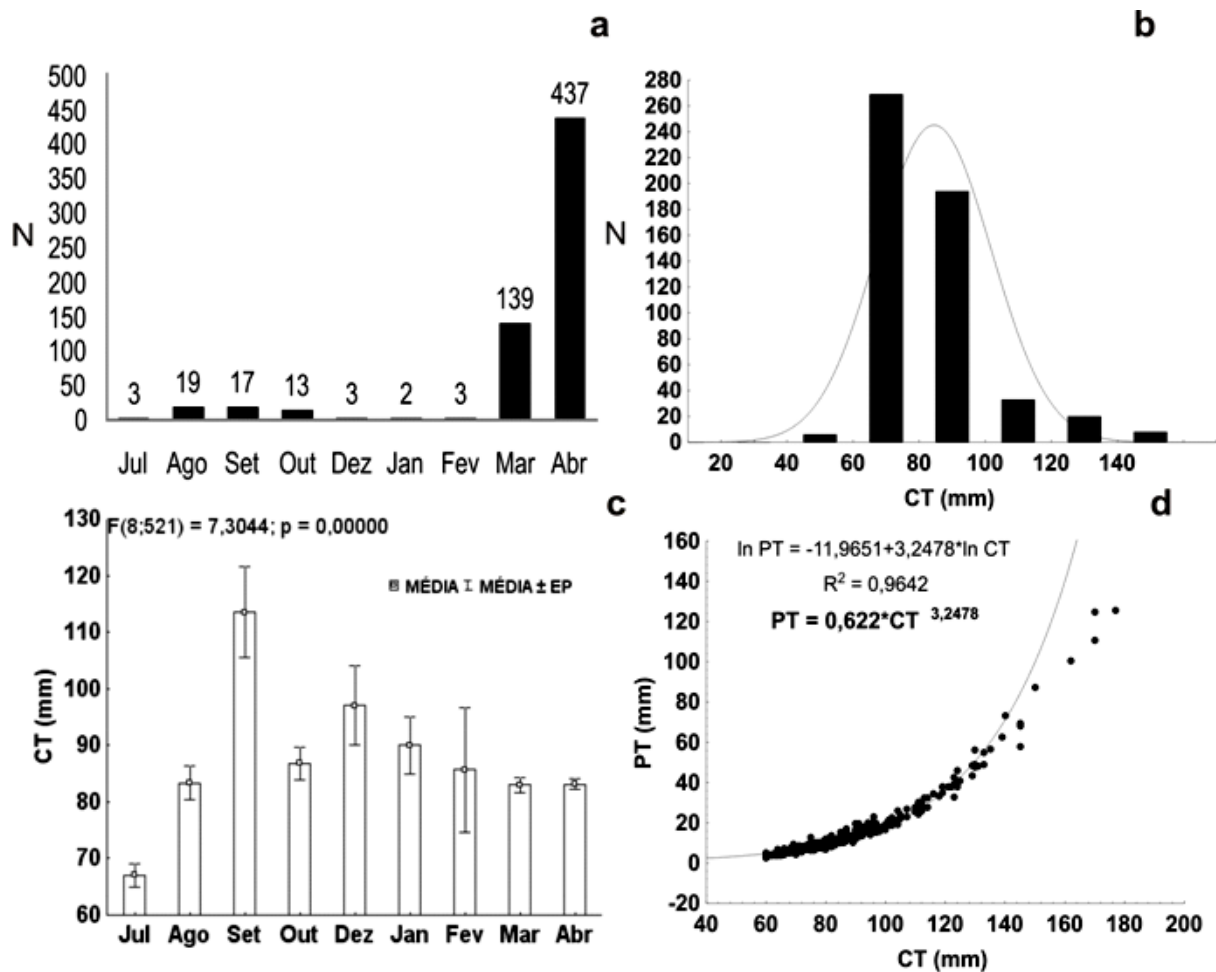 a
500
450
400
350
300
250
200
150
100
50
0
N
3
19
17
13
3
2
3
139
437
Jul Ago Set Out Dez Jan Fev Mar Abr
b
280
260
240
220
200
180
160
140
120
100
80
60
40
20
0
N
20 40 60 80 100 120 140
CT (mm)
c
F(8;521) = 7,3044; p = 0,00000
MÉDIA MÉDIA ± EP
130
120
110
100
90
80
70
60
CT (mm)
Jul Ago Set Out Dez Jan Fev Mar Abr
d
ln PT = -11,9651+3,2478*ln CT
R² = 0,9642
PT = 0,622*CT 3,2478
160
140
120
100
80
60
40
20
0
-20
PT (mm)
40 60 80 100 120 140 160 180 200
CT (mm)